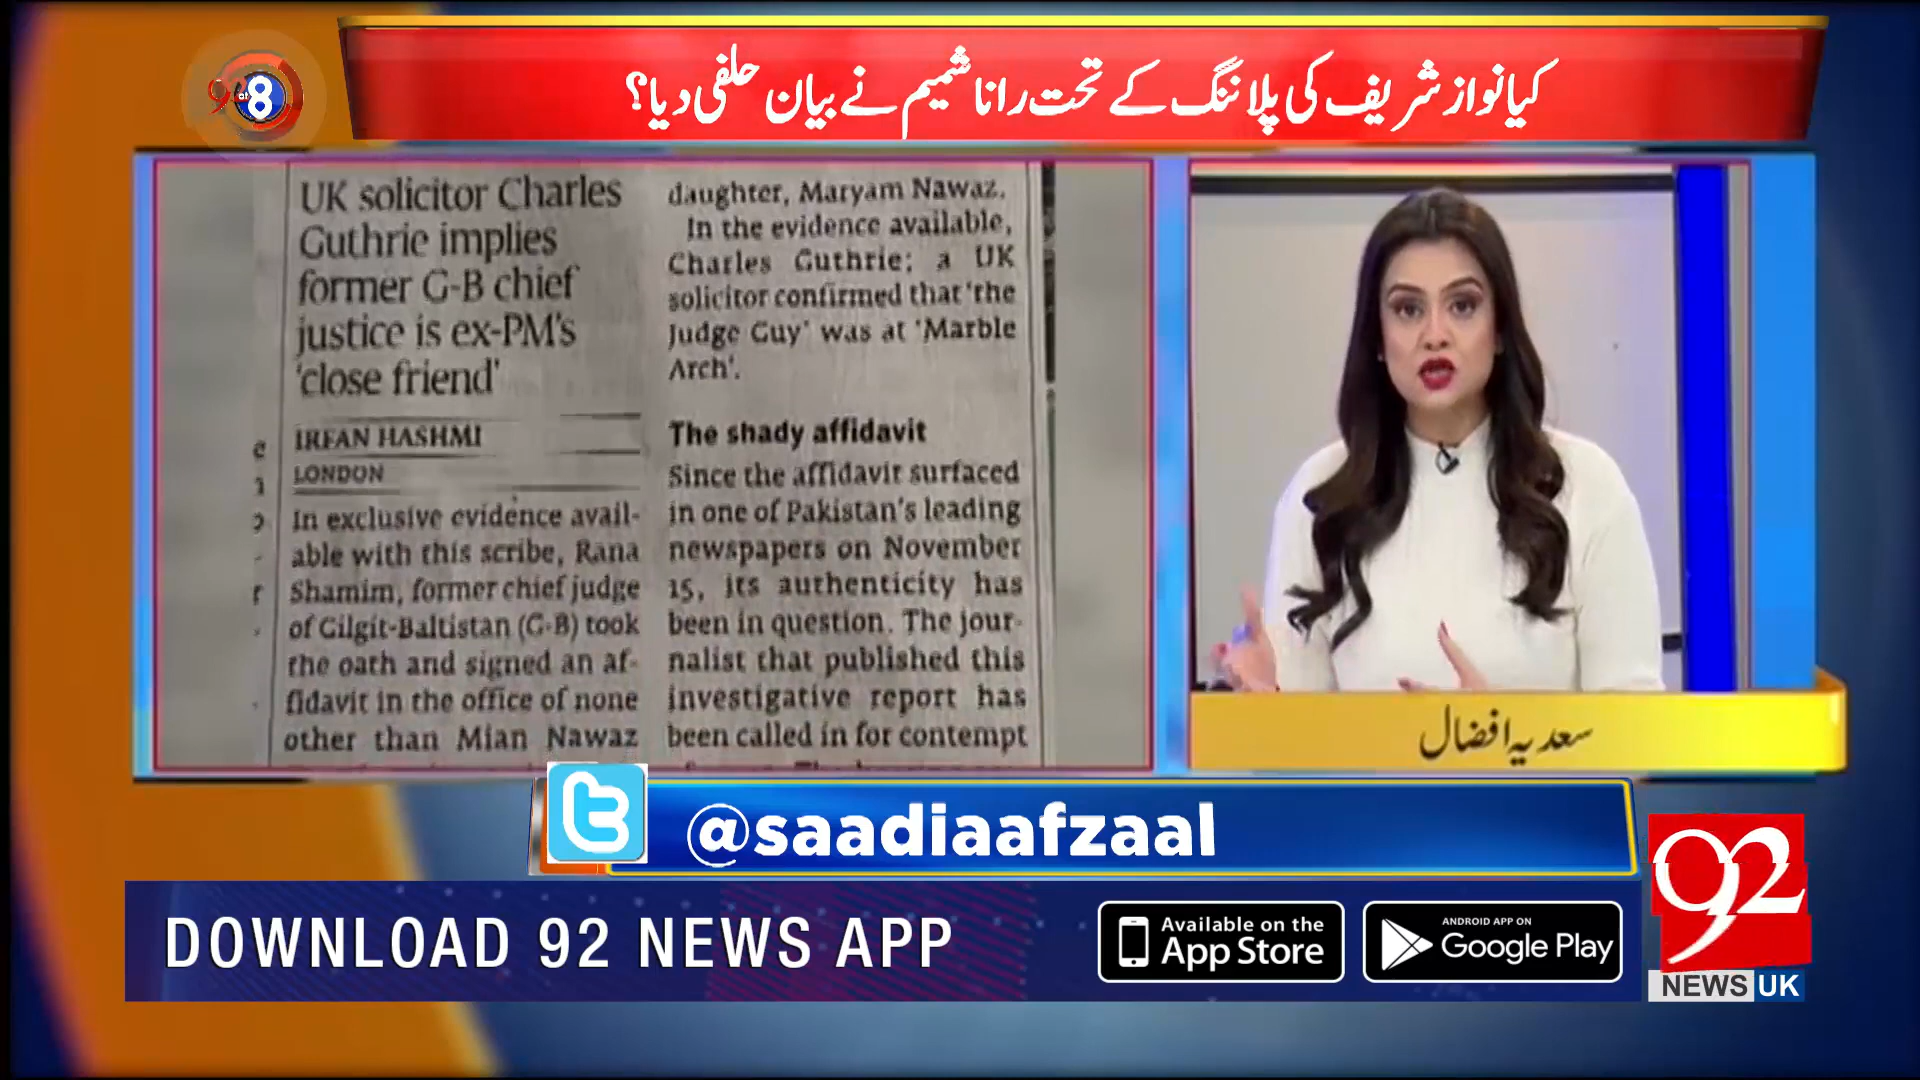 92 at 8
کیا نواز شریف کی پلاننگ کے تحت رانا شمیم نے بیان حلفی دیا؟
UK solicitor Charles
Guthrie implies
former G-B chief
justice is ex-PM's
'close friend'
IRFAN HASHMI
LONDON
In exclusive evidence avail-
able with this scribe, Rana
Shamim, former chief judge
of Gilgit-Baltistan (G-B) took
the oath and signed an af-
fidavit in the office of none
other than Mian Nawaz
daughter, Maryam Nawaz.
In the evidence available,
Charles Guthrie; a UK
solicitor confirmed that 'the
Judge Guy' was at 'Marble
Arch'.
The shady affidavit
Since the affidavit surfaced
in one of Pakistan's leading
newspapers on November
15, its authenticity has
been in question. The jour-
nalist that published this
investigative report has
been called in for contempt
سعدیہ افضال
@saadiaafzaal
DOWNLOAD 92 NEWS APP
Available on the
App Store
ANDROID APP ON
Google Play
92
NEWS UK